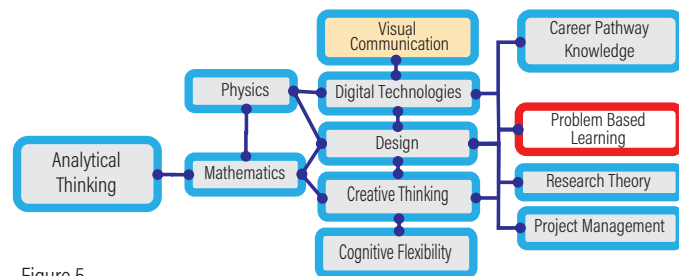 Visual
Communication
Career Pathway
Knowledge
Physics
Digital Technologies
Problem Based
Learning
Design
Analytical
Thinking
Mathematics
Creative Thinking
Research Theory
Project Management
Cognitive Flexibility
Figure 5